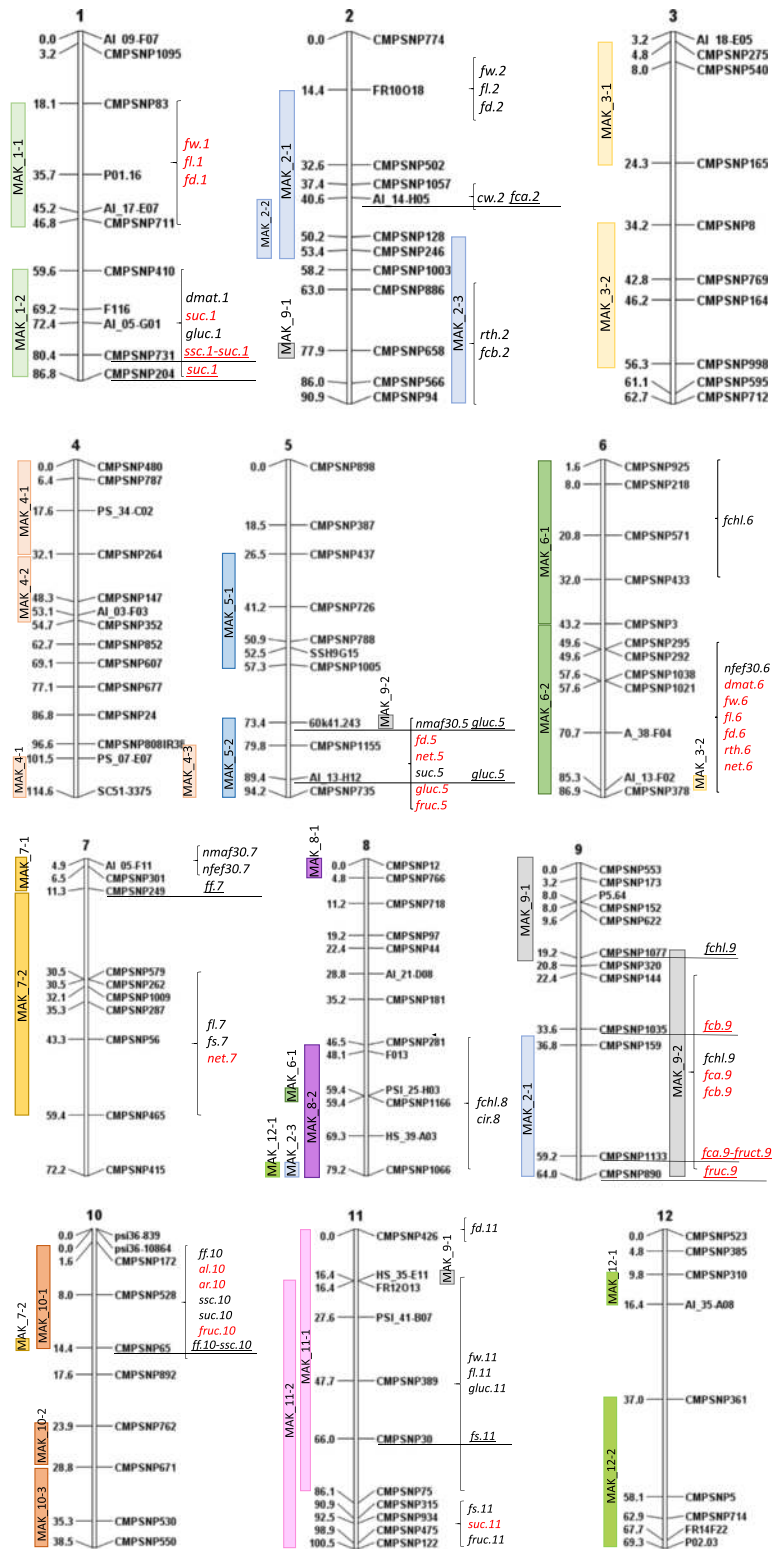 1
0.0 AI_09-F07
3.2 CMPSNP1095
18.1 CMPSNP83
35.7 P01.16
45.2 AI_17-E07
46.8 CMPSNP711
59.6 CMPSNP410
69.2 F116
72.4 AI_05-G01
80.4 CMPSNP731
86.8 CMPSNP204
MAK_1-1
MAK_1-2
fw.1
fl.1
fd.1
dmat.1
suc.1
gluc.1
ssc.1-suc.1
suc.1
2
0.0 CMPSNP774
14.4 FR10O18
32.6 CMPSNP502
37.4 CMPSNP1057
40.6 AI_14-H05
50.2 CMPSNP128
53.4 CMPSNP246
58.2 CMPSNP1003
63.0 CMPSNP886
77.9 CMPSNP658
86.0 CMPSNP566
90.9 CMPSNP94
MAK_2-1
MAK_2-2
MAK_9-1
MAK_2-3
fw.2
fl.2
fd.2
cw.2 fca.2
rth.2
fcb.2
3
3.2 AI_18-E05
4.8 CMPSNP275
8.0 CMPSNP540
24.3 CMPSNP165
34.2 CMPSNP8
42.8 CMPSNP769
46.2 CMPSNP164
56.3 CMPSNP998
61.1 CMPSNP595
62.7 CMPSNP712
MAK_3-1
MAK_3-2
4
0.0 CMPSNP480
6.4 CMPSNP787
17.6 PS_34-C02
32.1 CMPSNP264
48.3 CMPSNP147
53.1 AI_03-F03
54.7 CMPSNP352
62.7 CMPSNP852
69.1 CMPSNP607
77.1 CMPSNP677
86.8 CMPSNP24
96.6 CMPSNP808IR38
101.5 PS_07-E07
114.6 SC51-3375
MAK_4-1
MAK_4-2
MAK_4-1
MAK_4-3
5
0.0 CMPSNP898
18.5 CMPSNP387
26.5 CMPSNP437
41.2 CMPSNP726
50.9 CMPSNP788
52.5 SSH9G15
57.3 CMPSNP1005
73.4 60k41.243
79.8 CMPSNP1155
89.4 AI_13-H12
94.2 CMPSNP735
MAK_5-1
MAK_5-2
MAK_9-2
nmaf30.5 gluc.5
fd.5
net.5
suc.5 gluc.5
gluc.5
fruc.5
6
1.6 CMPSNP925
8.0 CMPSNP218
20.8 CMPSNP571
32.0 CMPSNP433
43.2 CMPSNP3
49.6 CMPSNP295
49.6 CMPSNP292
57.6 CMPSNP1038
57.6 CMPSNP1021
70.7 A_38-F04
85.3 AI_13-F02
86.9 CMPSNP378
MAK_6-1
MAK_6-2
MAK_3-2
fchl.6
nfef30.6
dmat.6
fw.6
fl.6
fd.6
rth.6
net.6
7
4.9 AI_05-F11
6.5 CMPSNP301
11.3 CMPSNP249
30.5 CMPSNP579
30.5 CMPSNP262
32.1 CMPSNP1009
35.3 CMPSNP287
43.3 CMPSNP56
59.4 CMPSNP465
72.2 CMPSNP415
MAK_7-1
MAK_7-2
nmaf30.7
nfef30.7
ff.7
fl.7
fs.7
net.7
8
0.0 CMPSNP12
4.8 CMPSNP766
11.2 CMPSNP718
19.2 CMPSNP97
22.4 CMPSNP44
28.8 AI_21-D08
35.2 CMPSNP181
46.5 CMPSNP281
48.1 F013
59.4 PSI_25-H03
59.4 CMPSNP1166
69.3 HS_39-A03
79.2 CMPSNP1066
MAK_8-1
MAK_6-1
MAK_8-2
MAK_12-1
MAK_2-3
fchl.8
cir.8
9
0.0 CMPSNP553
3.2 CMPSNP173
8.0 P5.64
8.0 CMPSNP152
9.6 CMPSNP622
19.2 CMPSNP1077
20.8 CMPSNP320
22.4 CMPSNP144
33.6 CMPSNP1035
36.8 CMPSNP159
59.2 CMPSNP1133
64.0 CMPSNP890
MAK_9-1
MAK_2-1
MAK_9-2
fchl.9
fcb.9
fchl.9
fca.9
fcb.9
fca.9-fruct.9
fruc.9
10
0.0 psi36-839
0.0 psi36-10864
1.6 CMPSNP172
8.0 CMPSNP528
14.4 CMPSNP65
17.6 CMPSNP892
23.9 CMPSNP762
28.8 CMPSNP671
35.3 CMPSNP530
38.5 CMPSNP550
MAK_7-2
MAK_10-1
MAK_10-2
MAK_10-3
ff.10
al.10
ar.10
ssc.10
suc.10
fruc.10
ff.10-ssc.10
11
0.0 CMPSNP426
16.4 HS_35-E11
16.4 FR12O13
27.6 PSI_41-B07
47.7 CMPSNP389
66.0 CMPSNP30
86.1 CMPSNP75
90.9 CMPSNP315
92.5 CMPSNP934
98.9 CMPSNP475
100.5 CMPSNP122
MAK_11-1
MAK_11-2
MAK_9-1
fd.11
fw.11
fl.11
gluc.11
fs.11
fs.11
suc.11
fruc.11
12
0.0 CMPSNP523
4.8 CMPSNP385
9.8 CMPSNP310
16.4 AI_35-A08
37.0 CMPSNP361
58.1 CMPSNP5
62.9 CMPSNP714
67.7 FR14F22
69.3 P02.03
MAK_12-1
MAK_12-2